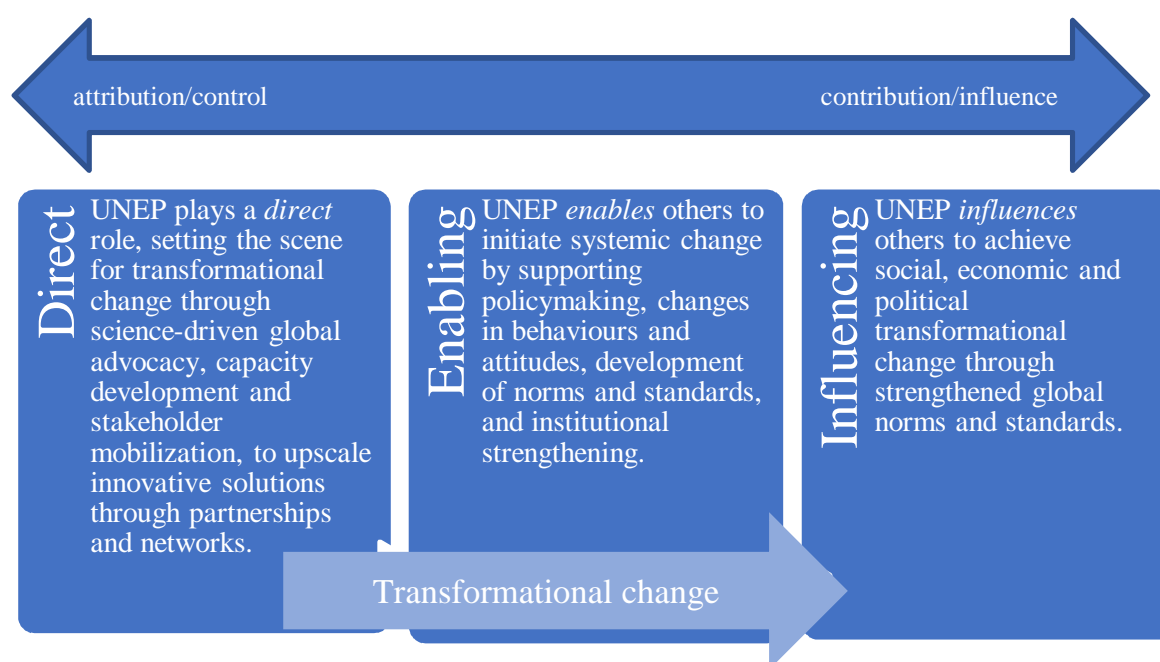 attribution/control
contribution/influence
Direct
UNEP plays a direct
role, setting the scene
for transformational
change through
science-driven global
advocacy, capacity
development and
stakeholder
mobilization, to upscale
innovative solutions
through partnerships
and networks.
Enabling
UNEP enables others to
initiate systemic change
by supporting
policymaking, changes
in behaviours and
attitudes, development
of norms and standards,
and institutional
strengthening.
Influencing
UNEP influences
others to achieve
social, economic and
political
transformational
change through
strengthened global
norms and standards.
Transformational change